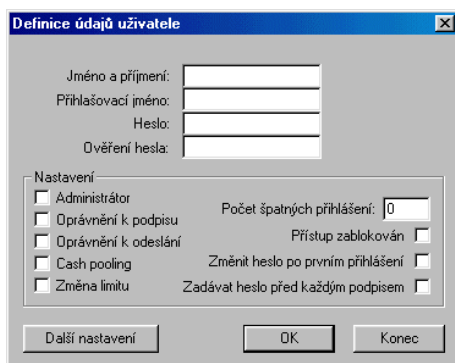 Definice údajů uživatele
Jméno a příjmení:
Přihlašovací jméno:
Heslo:
Ověření hesla:
Nastavení
Administrátor
Oprávnění k podpisu
Oprávnění k odeslání
Cash pooling
Změna limitu
Počet špatných přihlášení: 0
Přístup zablokován
Změnit heslo po prvním přihlášení
Zadávat heslo před každým podpisem
Další nastavení
OK
Konec